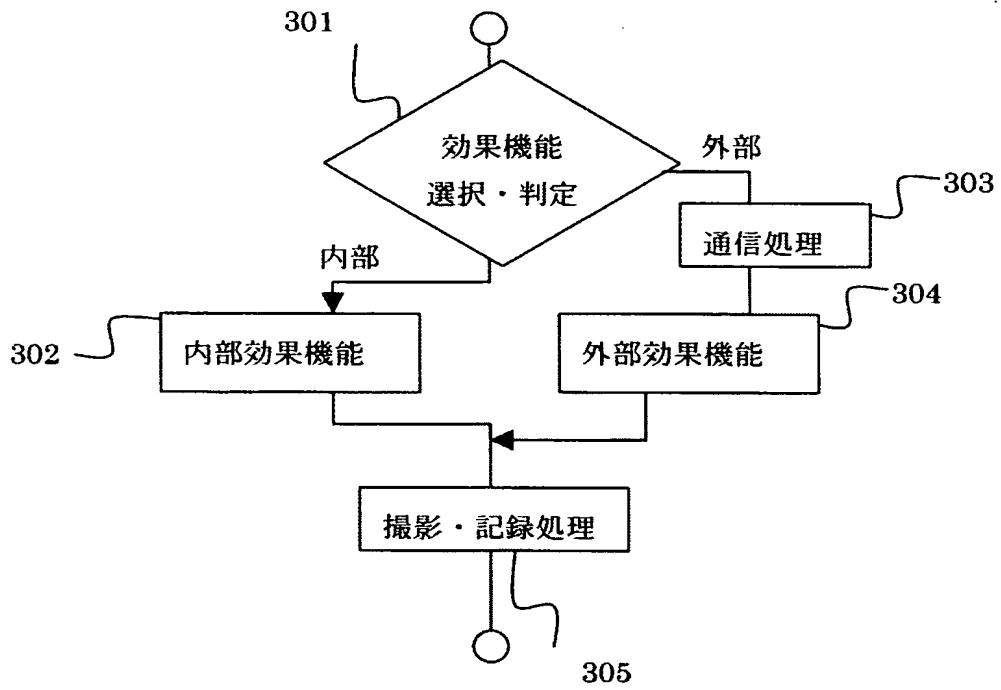 301
効果機能
選択・判定
外部
303
通信処理
内部
304
302
内部効果機能
外部効果機能
撮影・記録処理
305